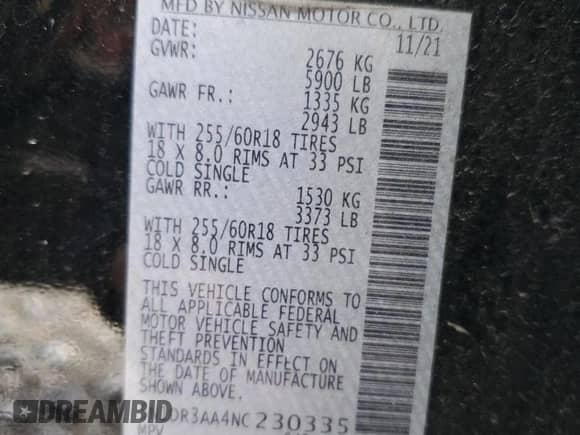 MFD BY NISSAN MOTOR CO., LTD.
DATE: 11/21
GVWR: 2676 KG
5900 LB
GAWR FR.: 1335 KG
2943 LB
WITH 255/60R18 TIRES
18 X 8.0 RIMS AT 33 PSI
COLD SINGLE
GAWR RR.: 1530 KG
3373 LB
WITH 255/60R18 TIRES
18 X 8.0 RIMS AT 33 PSI
COLD SINGLE
THIS VEHICLE CONFORMS TO
ALL APPLICABLE FEDERAL
MOTOR VEHICLE SAFETY AND
THEFT PREVENTION
STANDARDS IN EFFECT ON
THE DATE OF MANUFACTURE
SHOWN ABOVE.
DR3AA4NC230335
MPV
DREAMBID